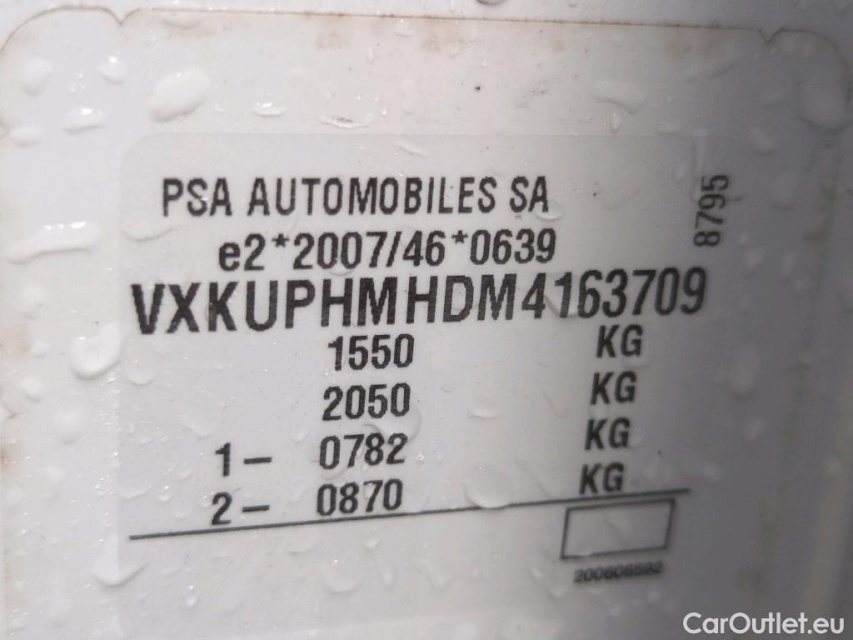 PSA AUTOMOBILES SA
8795
e2*2007/46*0639
VXKUPHMHDM4163709
1550 KG
2050 KG
1- 0782 KG
2- 0870 KG
200606592
CarOutlet.eu